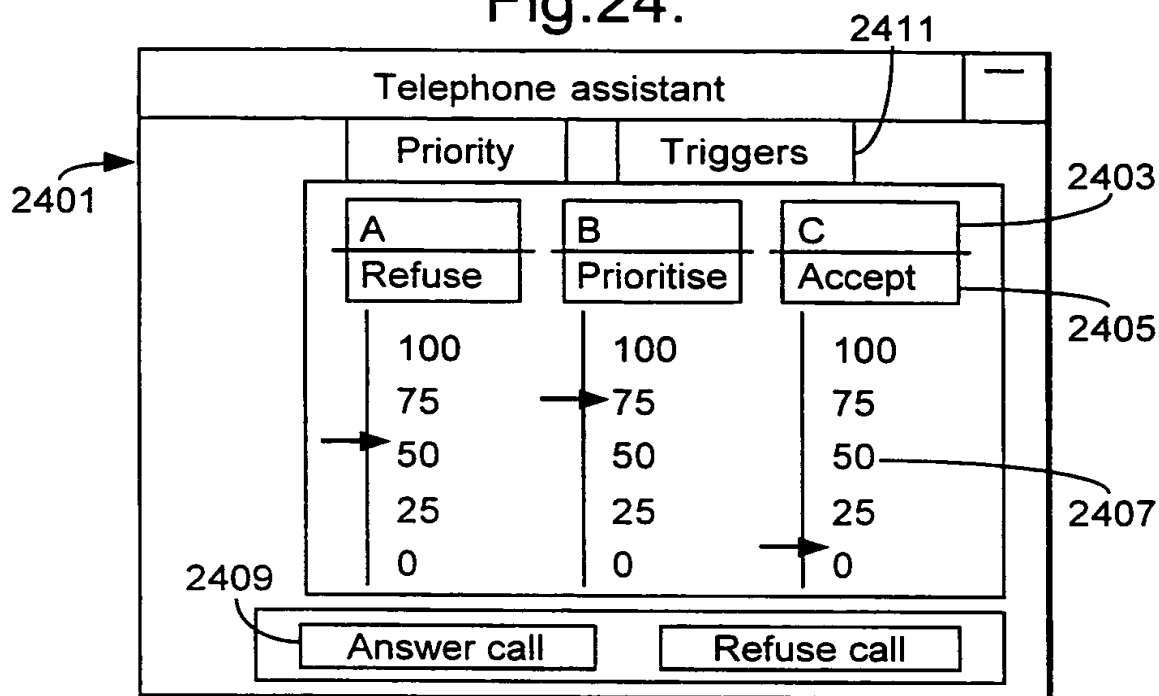 Fig.24.
2411
Telephone assistant
Priority Triggers
2401
2403
A B C
Refuse Prioritise Accept
2405
100 100 100
75 75 75
50 50 50
2407
25 25 25
0 0 0
2409
Answer call Refuse call